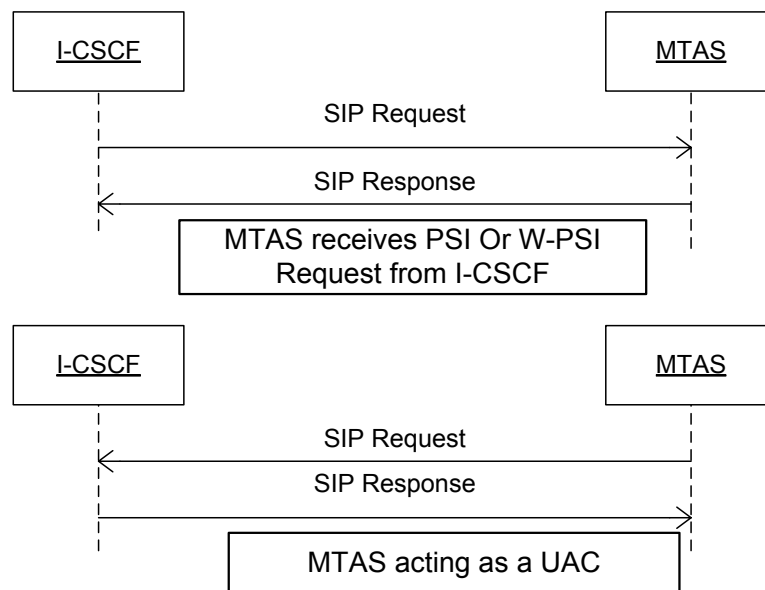 I-CSCF
MTAS
SIP Request
SIP Response
MTAS receives PSI Or W-PSI
Request from I-CSCF
I-CSCF
MTAS
SIP Request
SIP Response
MTAS acting as a UAC